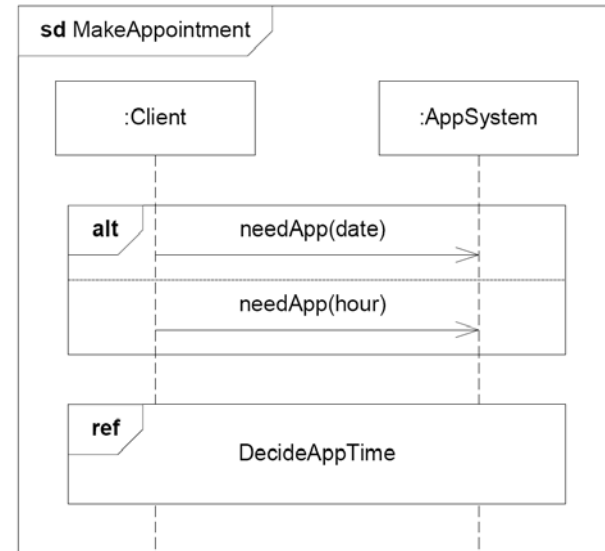 sd MakeAppointment
:Client
:AppSystem
alt
needApp(date)
needApp(hour)
ref
DecideAppTime